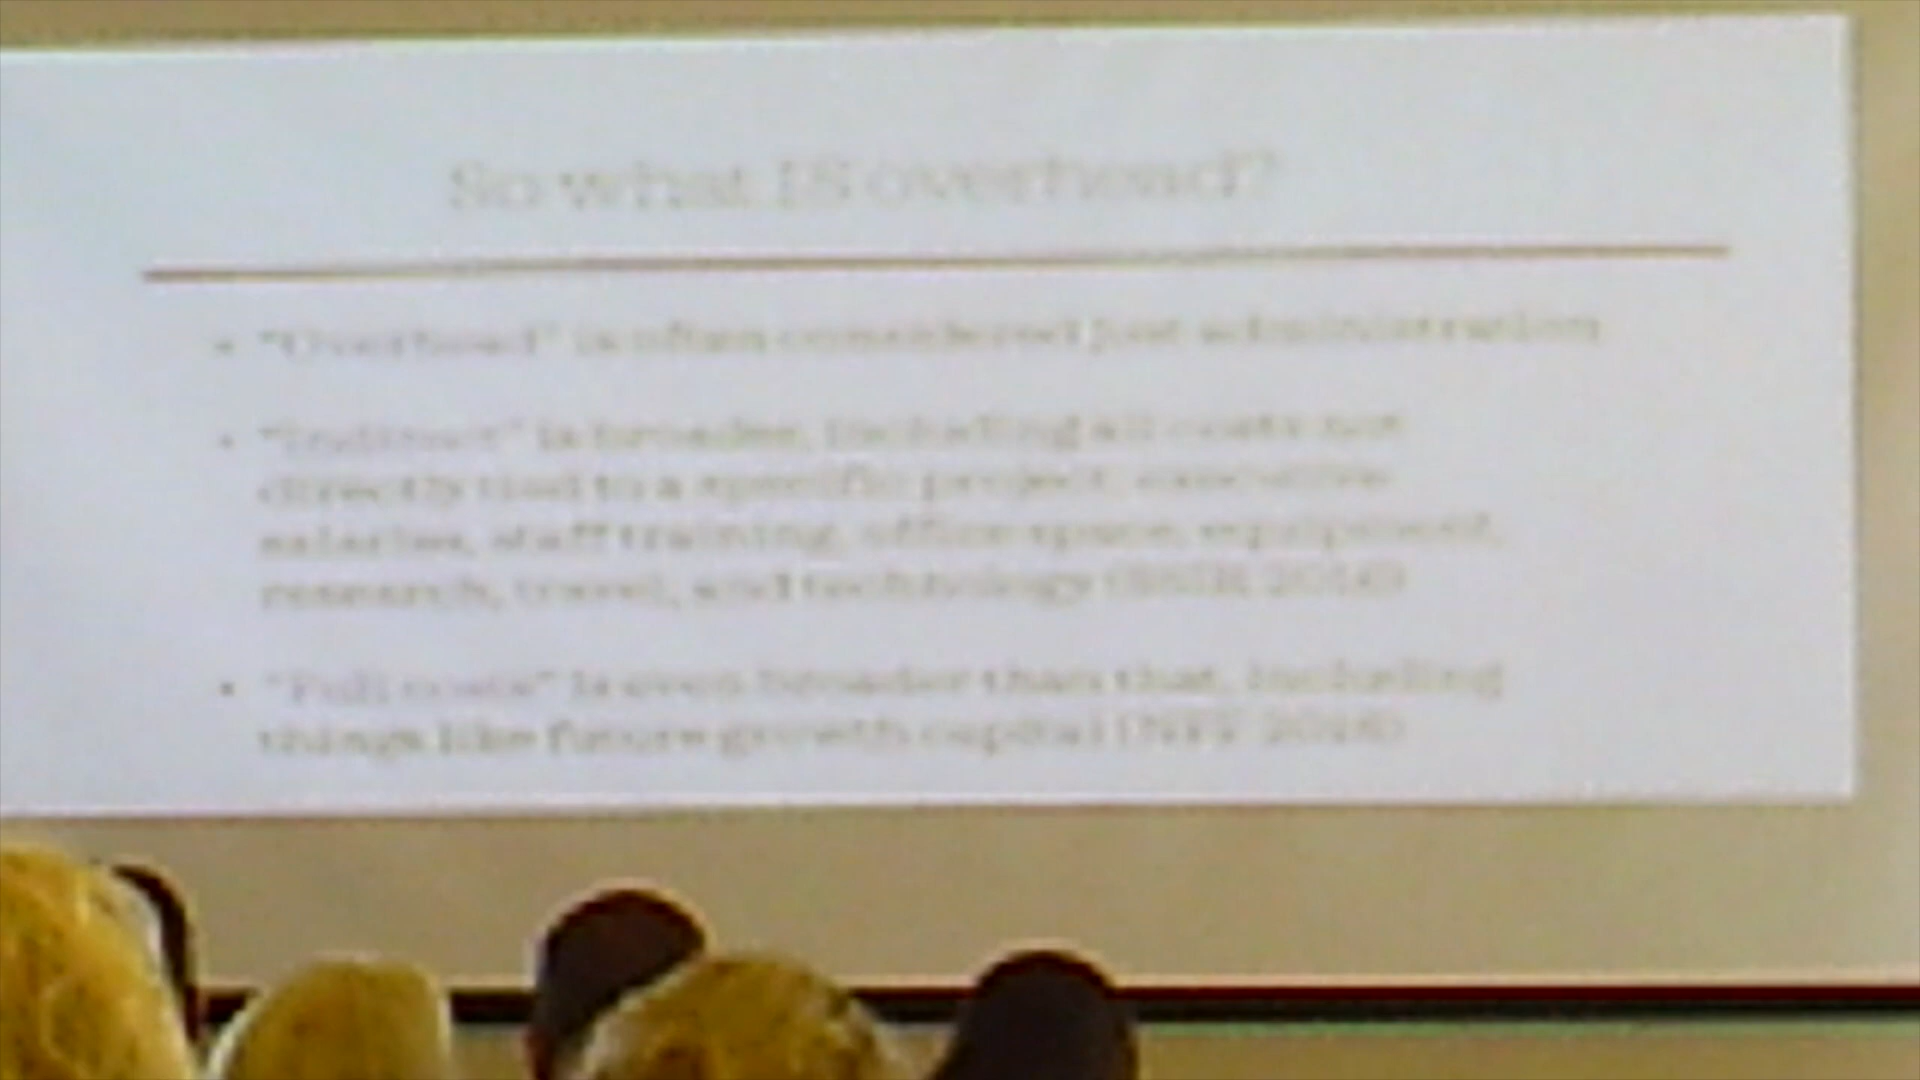 So what IS overhead?
• "Overhead" is often considered just administration
• "Indirect" is broader, including all costs not
directly tied to a specific project: executive
salaries, staff training, office space, equipment,
research, travel, and technology (SSIR 2016)
• "Full costs" is even broader than that, including
things like future growth capital (NFF 2016)